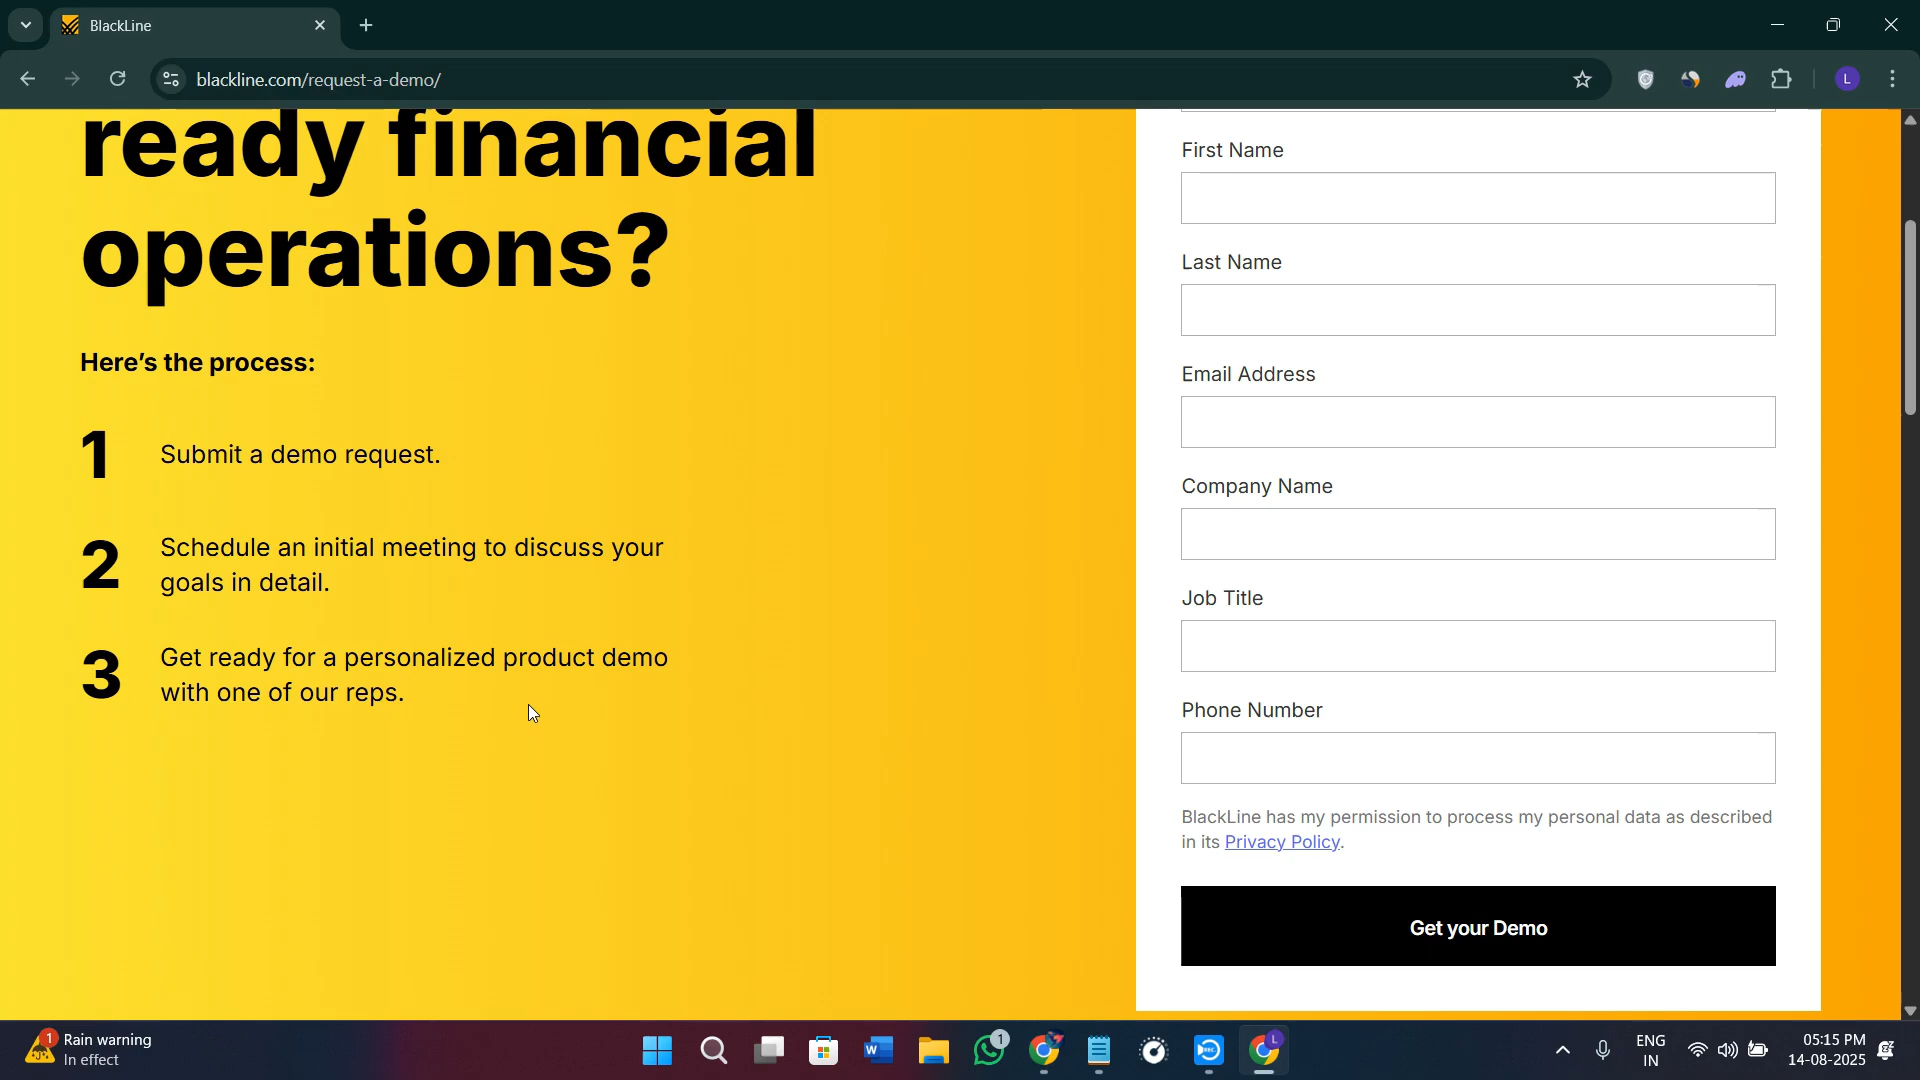 BlackLine
blackline.com/request-a-demo/
L
ready financial
operations?
Here's the process:
1 Submit a demo request.
2 Schedule an initial meeting to discuss your
goals in detail.
3 Get ready for a personalized product demo
with one of our reps.
First Name
Last Name
Email Address
Company Name
Job Title
Phone Number
BlackLine has my permission to process my personal data as described
in its Privacy Policy.
Get your Demo
1
Rain warning
In effect
W
1
REC
L
ENG
IN
05:15 PM
14-08-2025